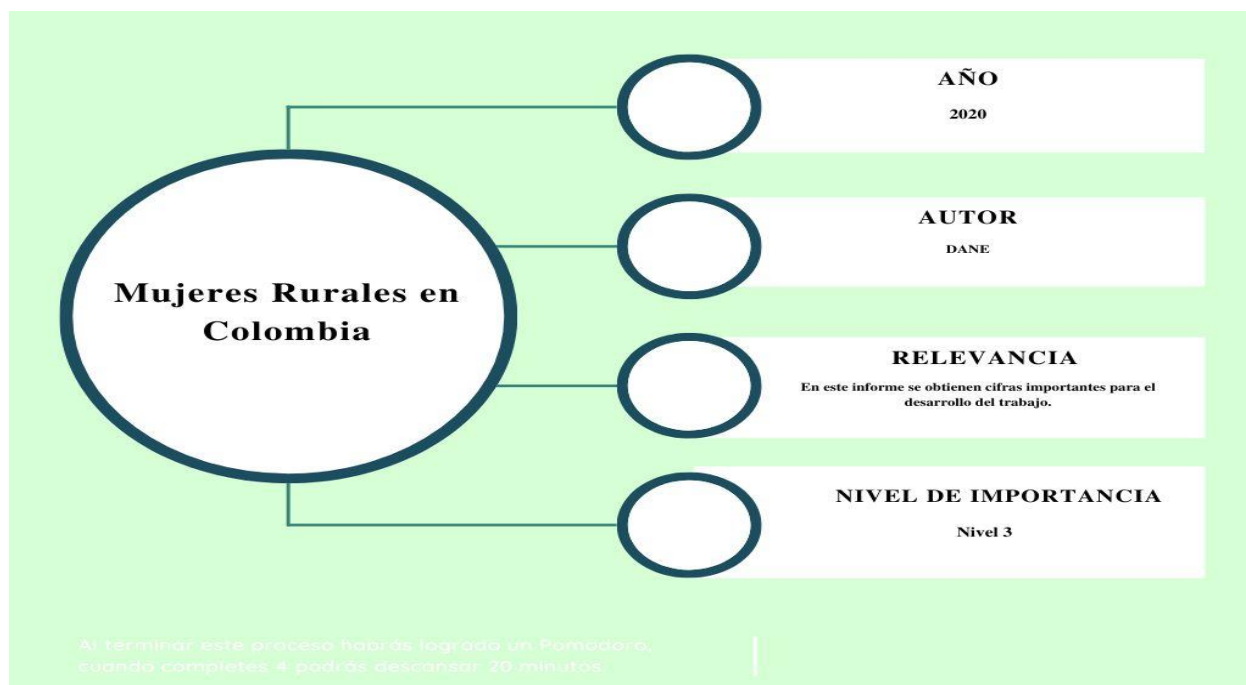 Mujeres Rurales en
Colombia
AÑO
2020
AUTOR
DANE
RELEVANCIA
En este informe se obtienen cifras importantes para el
desarrollo del trabajo.
NIVEL DE IMPORTANCIA
Nivel 3
Al terminar este proceso habrás logrado un Pomodoro,
cuando completes 4 podrás descansar 20 minutos.